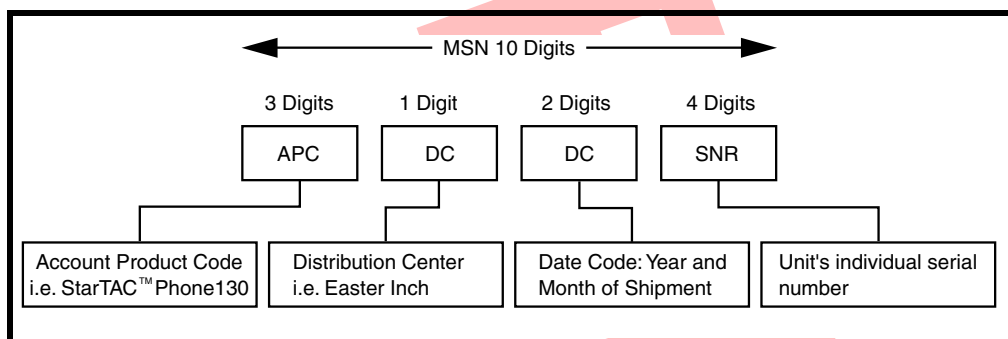 MSN 10 Digits
3 Digits 1 Digit 2 Digits 4 Digits
APC DC DC SNR
Account Product Code
i.e. StarTAC™ Phone130
Distribution Center
i.e. Easter Inch
Date Code: Year and
Month of Shipment
Unit's individual serial
number